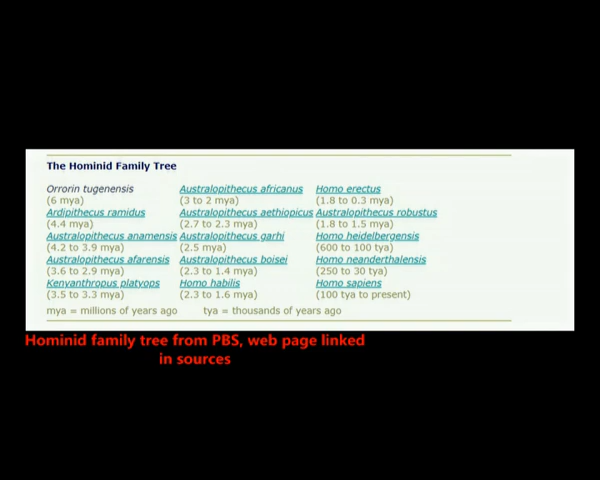 The Hominid Family Tree
Orrorin tugenensis
(6 mya)
Ardipithecus ramidus
(4.4 mya)
Australopithecus anamensis
(4.2 to 3.9 mya)
Australopithecus afarensis
(3.6 to 2.9 mya)
Kenyanthropus platyops
(3.5 to 3.3 mya)
Australopithecus africanus
(3 to 2 mya)
Australopithecus aethiopicus
(2.7 to 2.3 mya)
Australopithecus garhi
(2.5 mya)
Australopithecus boisei
(2.3 to 1.4 mya)
Homo habilis
(2.3 to 1.6 mya)
Homo erectus
(1.8 to 0.3 mya)
Australopithecus robustus
(1.8 to 1.5 mya)
Homo heidelbergensis
(600 to 100 tya)
Homo neanderthalensis
(250 to 30 tya)
Homo sapiens
(100 tya to present)
mya = millions of years ago tya = thousands of years ago
Hominid family tree from PBS, web page linked
in sources